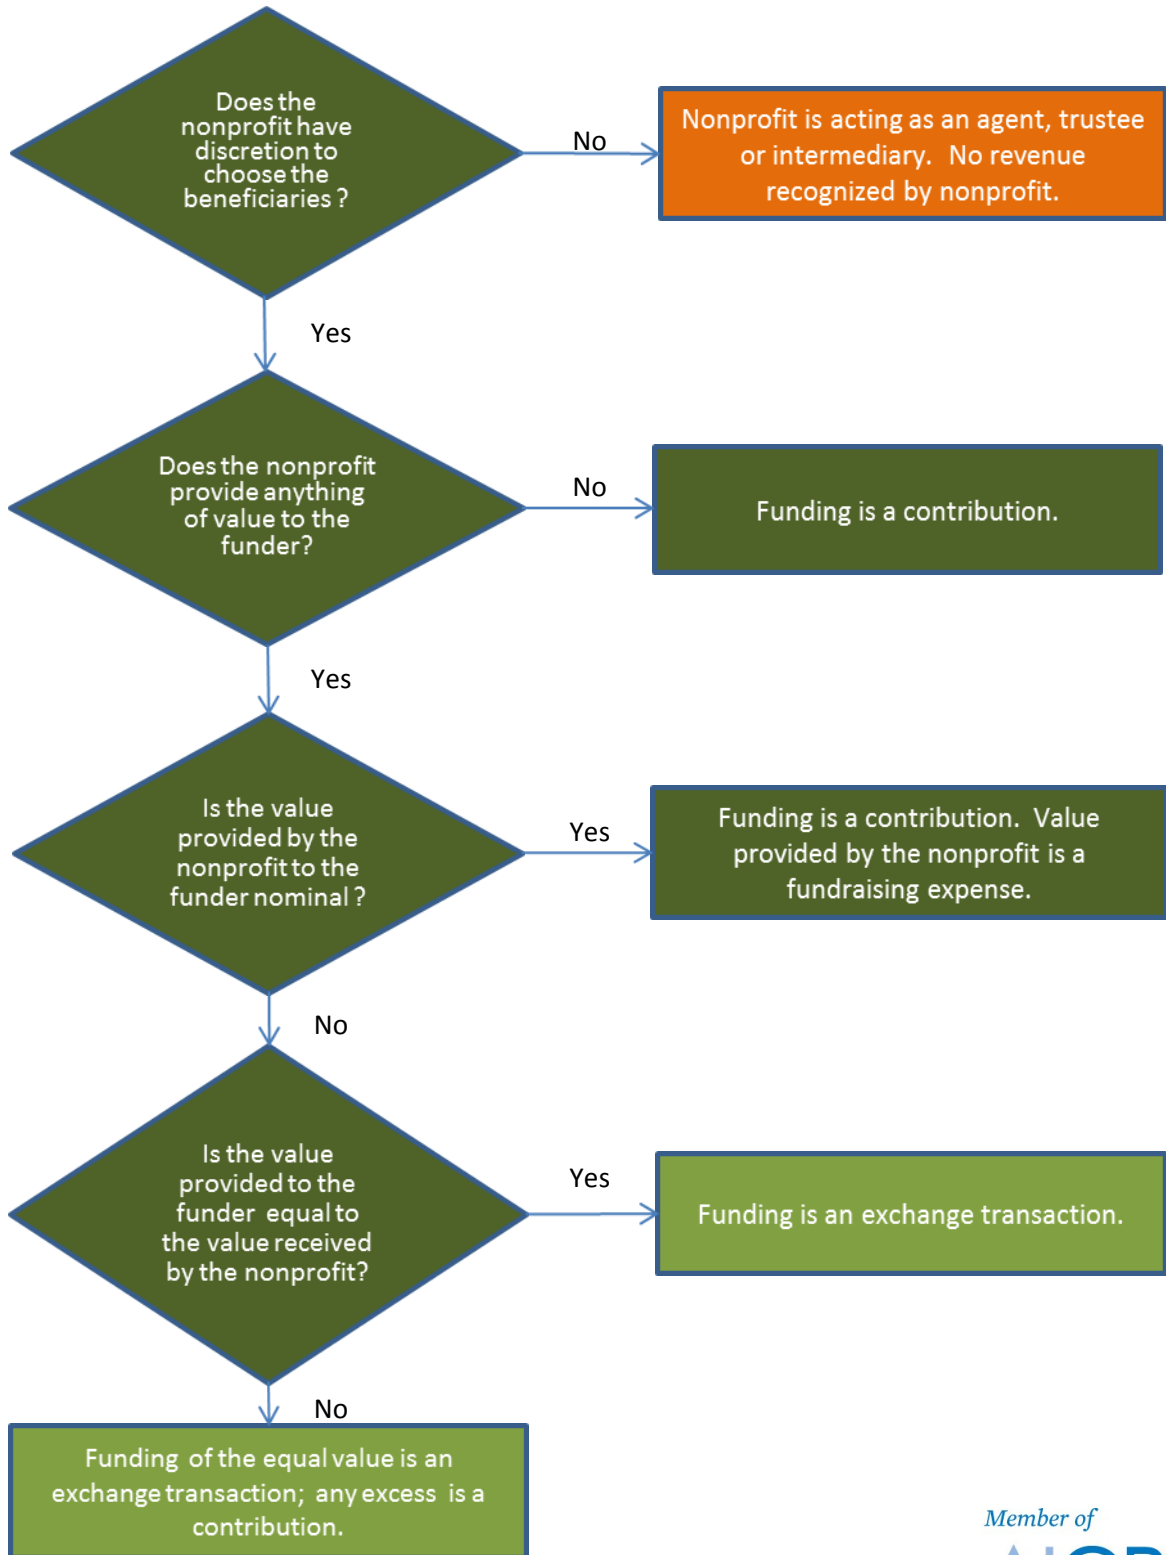 Does the
nonprofit have
discretion to
choose the
beneficiaries ?
No
Nonprofit is acting as an agent, trustee
or intermediary. No revenue
recognized by nonprofit.
Yes
Does the nonprofit
provide anything
of value to the
funder?
No
Funding is a contribution.
Yes
Is the value
provided by the
nonprofit to the
funder nominal ?
Yes
Funding is a contribution. Value
provided by the nonprofit is a
fundraising expense.
No
Is the value
provided to the
funder equal to
the value received
by the nonprofit?
Yes
Funding is an exchange transaction.
No
Funding of the equal value is an
exchange transaction; any excess is a
contribution.
Member of